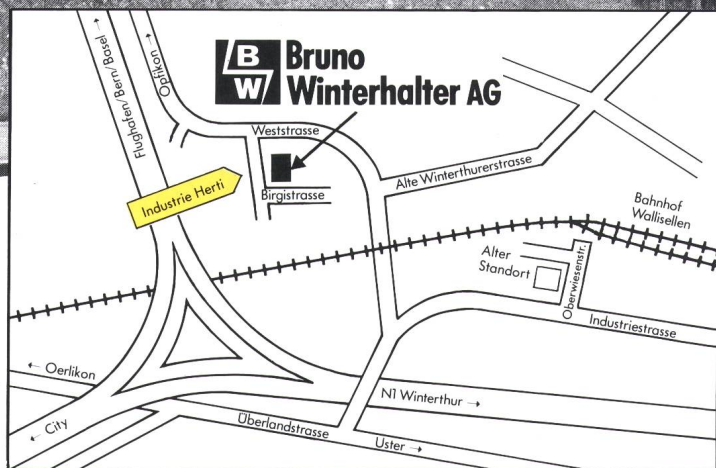 Flughafen/Bern/Basel →
Opfikon →
B
W
Bruno
Winterhalter AG
Weststrasse
Alte Winterthurerstrasse
Industrie Herti
Birgistrasse
Bahnhof
Wallisellen
Alter
Standort
Oberwiesenstr.
Industriestrasse
← Oerlikon
N1 Winterthur →
← City
Überlandstrasse
Uster →